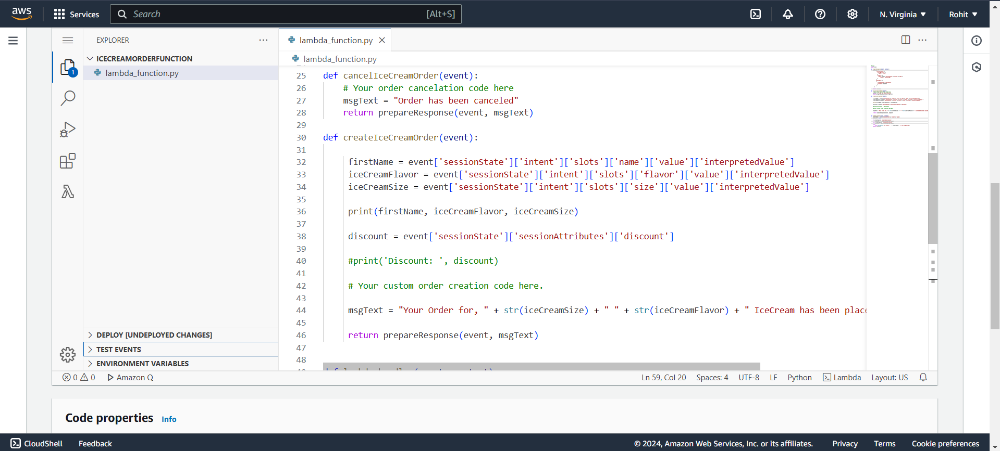 aws
Services
Search
[Alt+S]
N. Virginia
Rohit
EXPLORER
ICECREAMORDERFUNCTION
1
lambda_function.py
DEPLOY [UNDEPLOYED CHANGES]
TEST EVENTS
ENVIRONMENT VARIABLES
lambda_function.py
lambda_function.py
25 def cancelIceCreamOrder(event):
26 # Your order cancelation code here
27 msgText = "Order has been canceled"
28 return prepareResponse(event, msgText)
29
30 def createIceCreamOrder(event):
31
32 firstName = event['sessionState']['intent']['slots']['name']['value']['interpretedValue']
33 iceCreamFlavor = event['sessionState']['intent']['slots']['flavor']['value']['interpretedValue']
34 iceCreamSize = event['sessionState']['intent']['slots']['size']['value']['interpretedValue']
35
36 print(firstName, iceCreamFlavor, iceCreamSize)
37
38 discount = event['sessionState']['sessionAttributes']['discount']
39
40 #print('Discount: ', discount)
41
42 # Your custom order creation code here.
43
44 msgText = "Your Order for, " + str(iceCreamSize) + " " + str(iceCreamFlavor) + " IceCream has been place
45
46 return prepareResponse(event, msgText)
47
48
0 0 Amazon Q
Ln 59, Col 20 Spaces: 4 UTF-8 LF Python Lambda Layout: US
Code properties Info
CloudShell Feedback
© 2024, Amazon Web Services, Inc. or its affiliates. Privacy Terms Cookie preferences